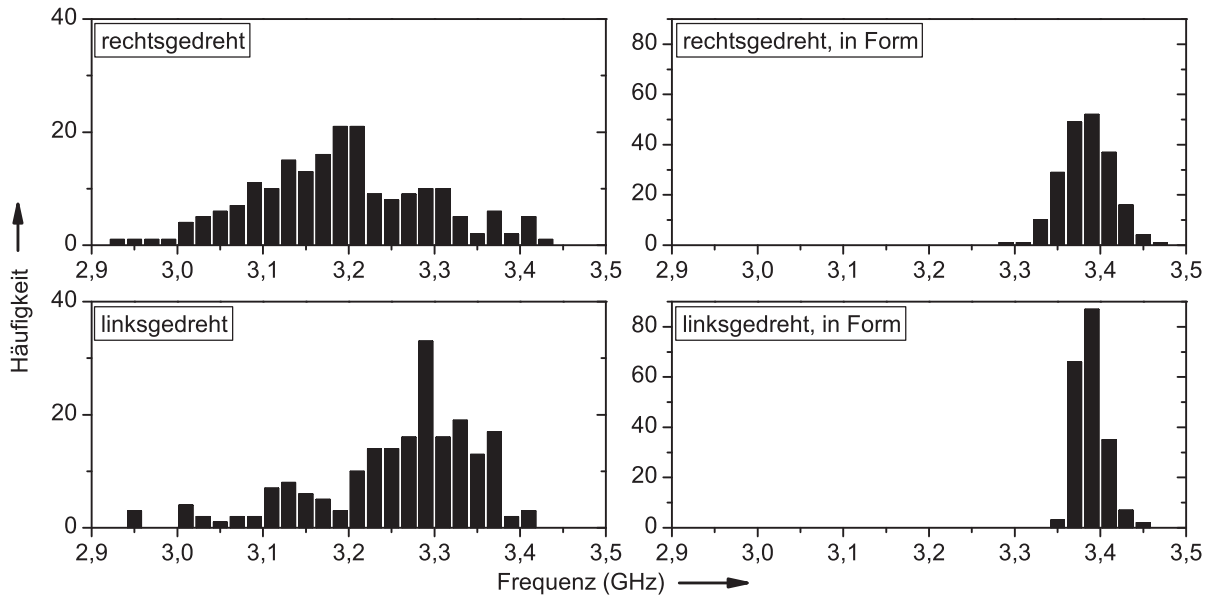 40
20
0
rechtsgedreht
2,9 3,0 3,1 3,2 3,3 3,4 3,5
80
60
40
20
0
rechtsgedreht, in Form
2,9 3,0 3,1 3,2 3,3 3,4 3,5
Häufigkeit
40
20
0
linksgedreht
2,9 3,0 3,1 3,2 3,3 3,4 3,5
80
60
40
20
0
linksgedreht, in Form
2,9 3,0 3,1 3,2 3,3 3,4 3,5
Frequenz (GHz)